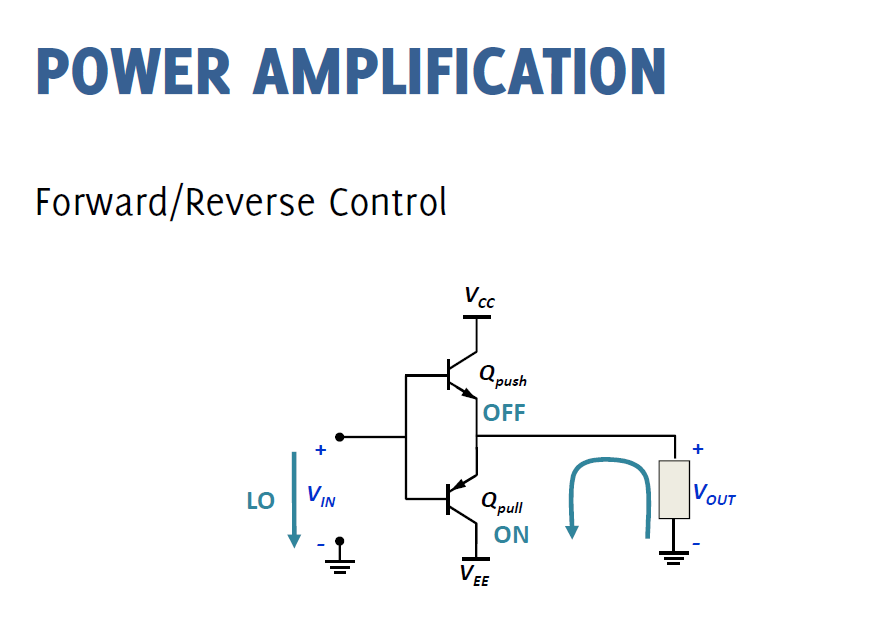 POWER AMPLIFICATION
Forward/Reverse Control
VCC
Qpush
OFF
+
+
LO
VIN
Qpull
VOUT
ON
-
-
VEE